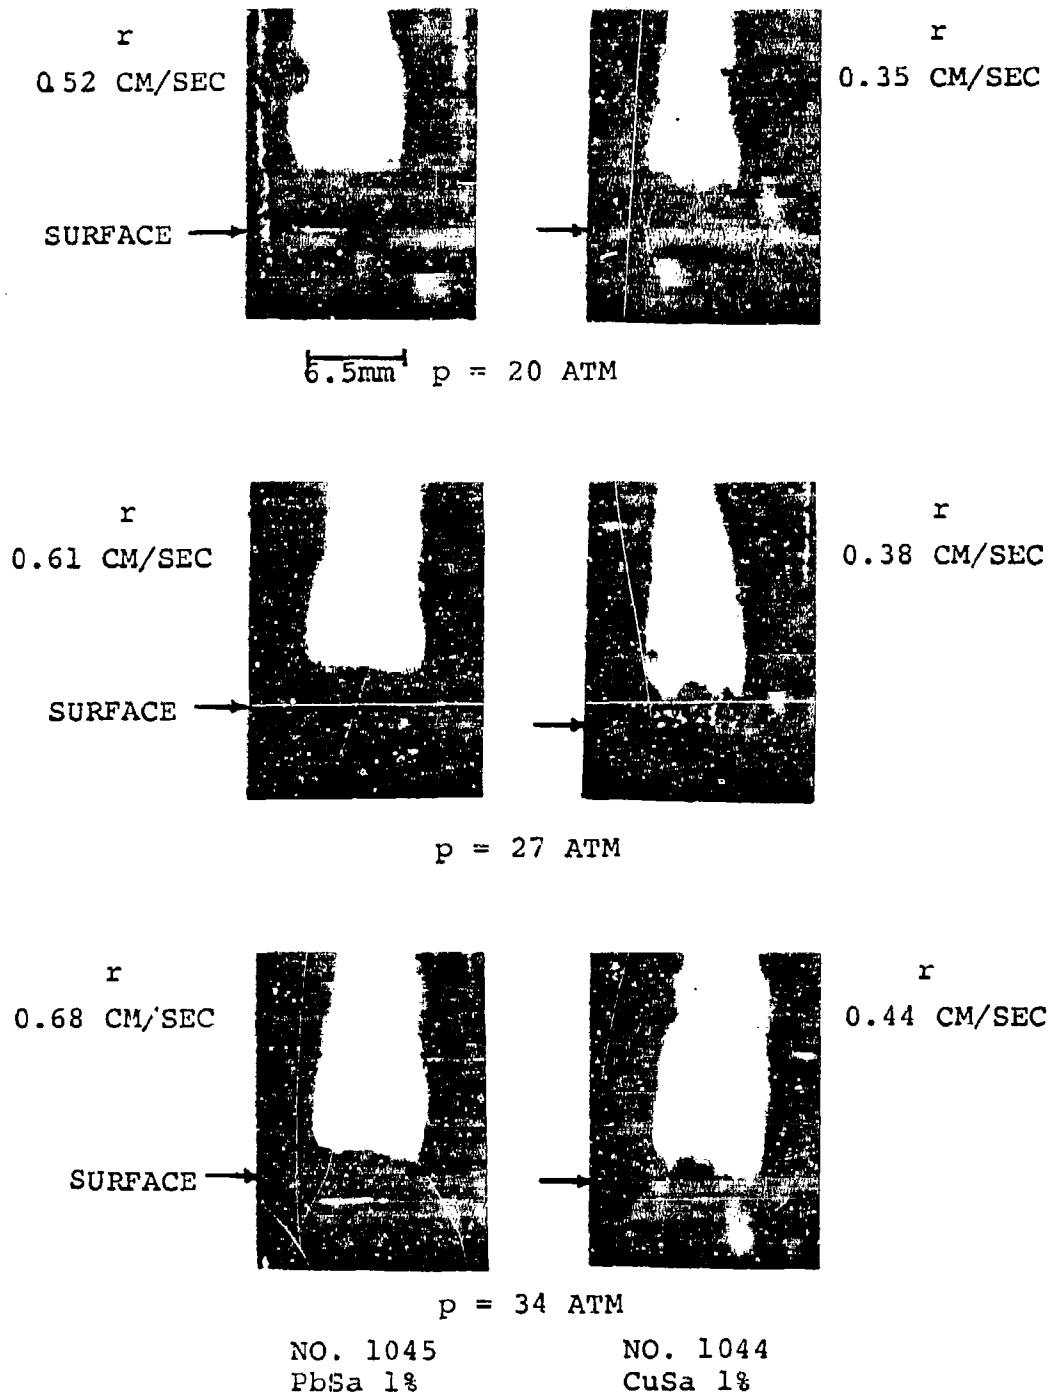 r
0.52 CM/SEC
r
0.35 CM/SEC
SURFACE
6.5mm
p = 20 ATM
r
0.61 CM/SEC
r
0.38 CM/SEC
SURFACE
p = 27 ATM
r
0.68 CM/SEC
r
0.44 CM/SEC
SURFACE
p = 34 ATM
NO. 1045
PbSa 1%
NO. 1044
CuSa 1%